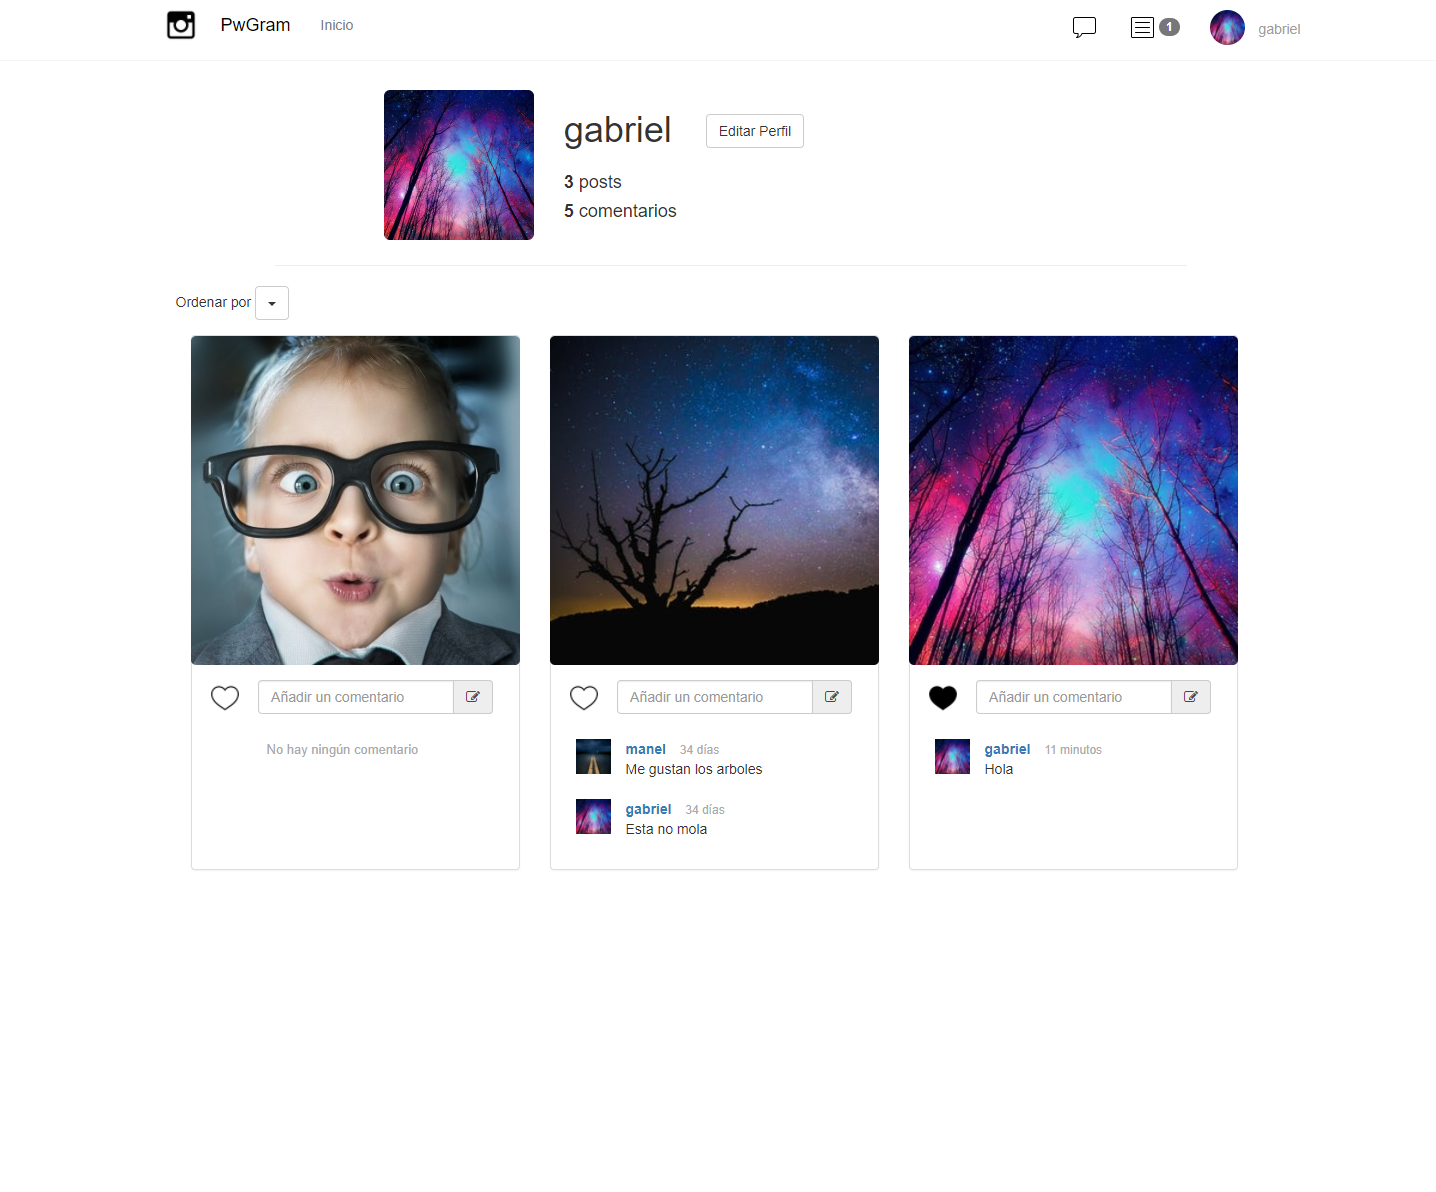 PwGram Inicio 1 gabriel
gabriel Editar Perfil
3 posts
5 comentarios
Ordenar por
Añadir un comentario
No hay ningún comentario
Añadir un comentario
manel 34 días
Me gustan los arboles
gabriel 34 días
Esta no mola
Añadir un comentario
gabriel 11 minutos
Hola